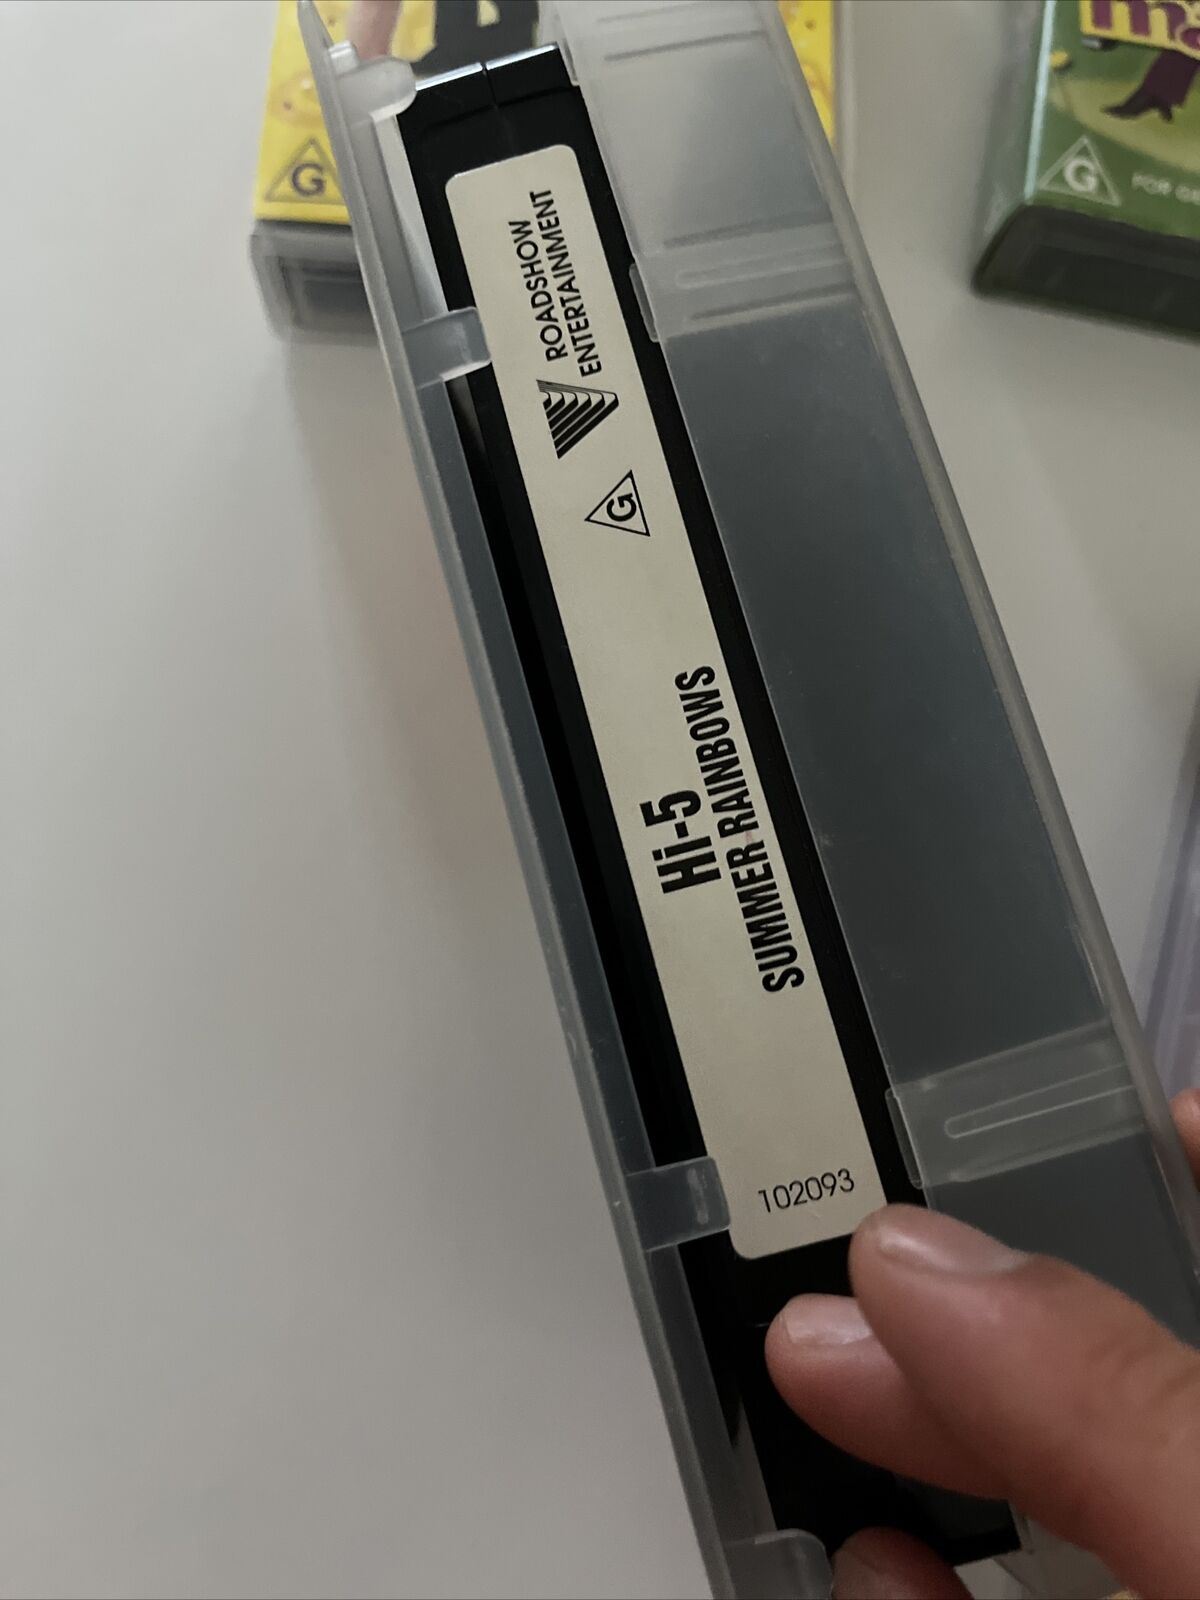 ROADSHOW
ENTERTAINMENT
G
Hi-5
SUMMER RAINBOWS
102093
G
G